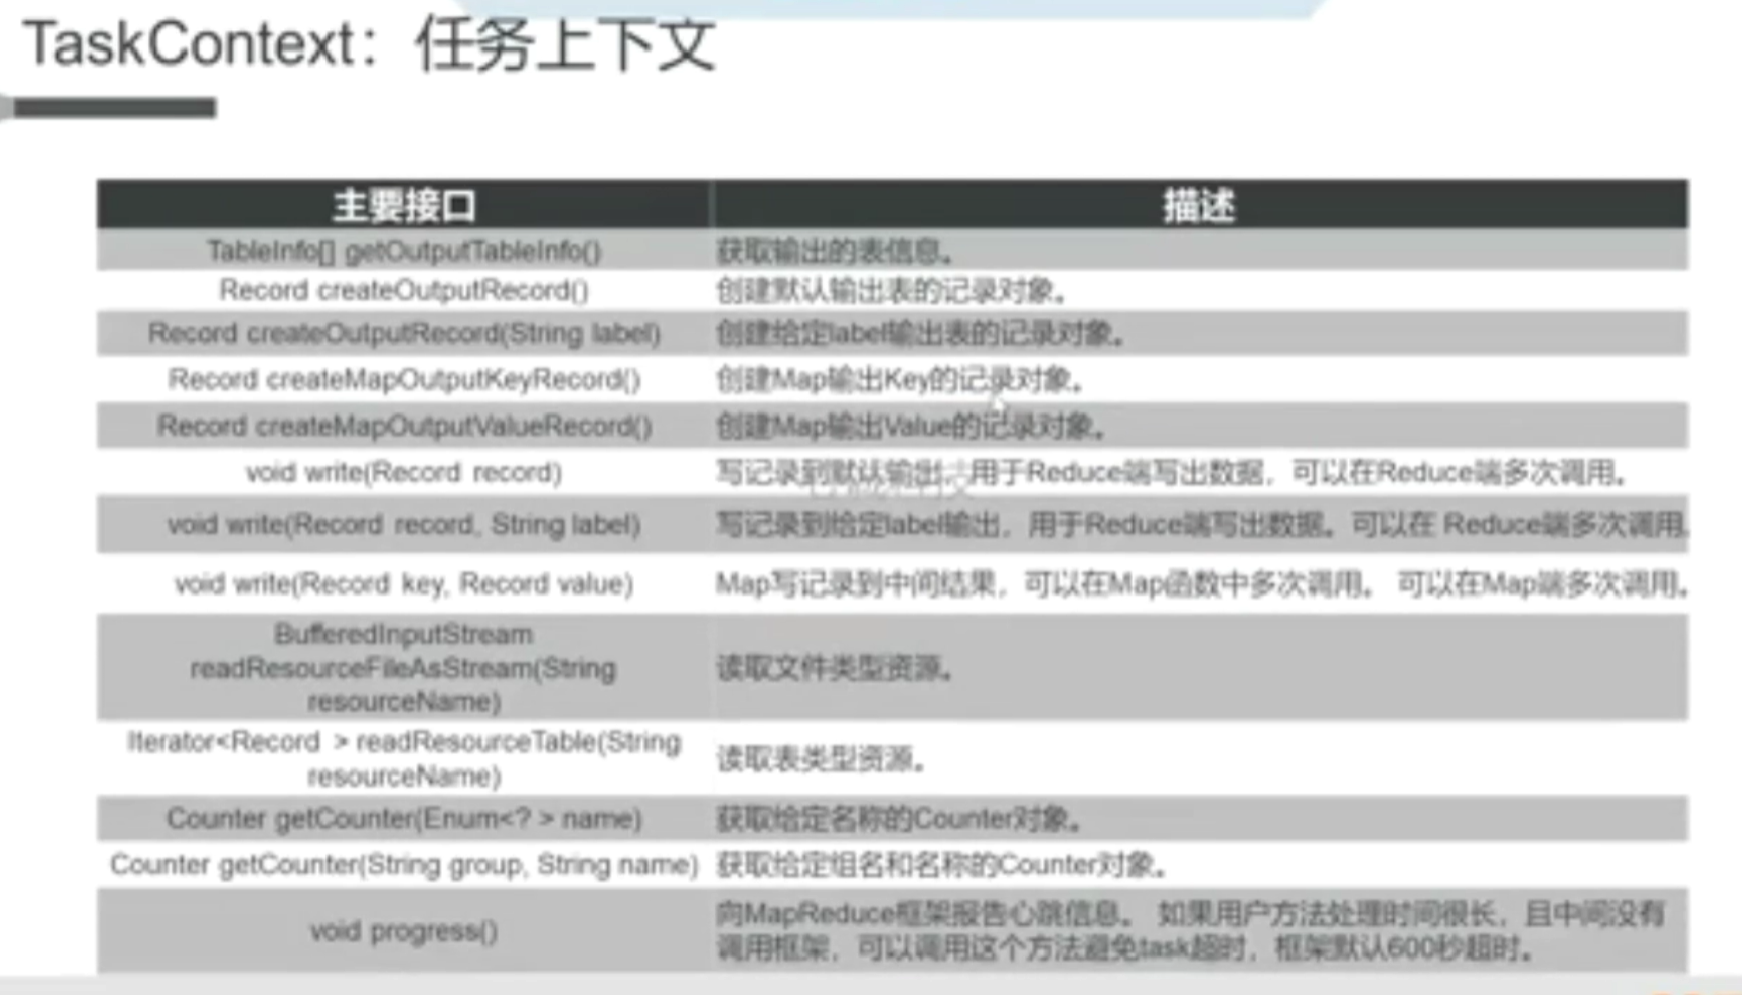 TaskContext：任务上下文
主要接口 描述
TableInfo[] getOutputTableInfo() 获取输出的表信息。
Record createOutputRecord() 创建默认输出表的记录对象。
Record createOutputRecord(String label) 创建给定label输出表的记录对象。
Record createMapOutputKeyRecord() 创建Map输出Key的记录对象。
Record createMapOutputValueRecord() 创建Map输出Value的记录对象。
void write(Record record) 写记录到默认输出，用于Reduce端写出数据，可以在Reduce端多次调用。
void write(Record record, String label) 写记录到给定label输出，用于Reduce端写出数据。可以在 Reduce端多次调用。
void write(Record key, Record value) Map写记录到中间结果，可以在Map函数中多次调用。 可以在Map端多次调用。
BufferedInputStream
readResourceFileAsStream(String
resourceName)
读取文件类型资源。
Iterator<Record > readResourceTable(String
resourceName)
读取表类型资源。
Counter getCounter(Enum<? > name) 获取给定名称的Counter对象。
Counter getCounter(String group, String name) 获取给定组名和名称的Counter对象。
void progress()
向MapReduce框架报告心跳信息。 如果用户方法处理时间很长，且中间没有
调用框架，可以调用这个方法避免task超时，框架默认600秒超时。